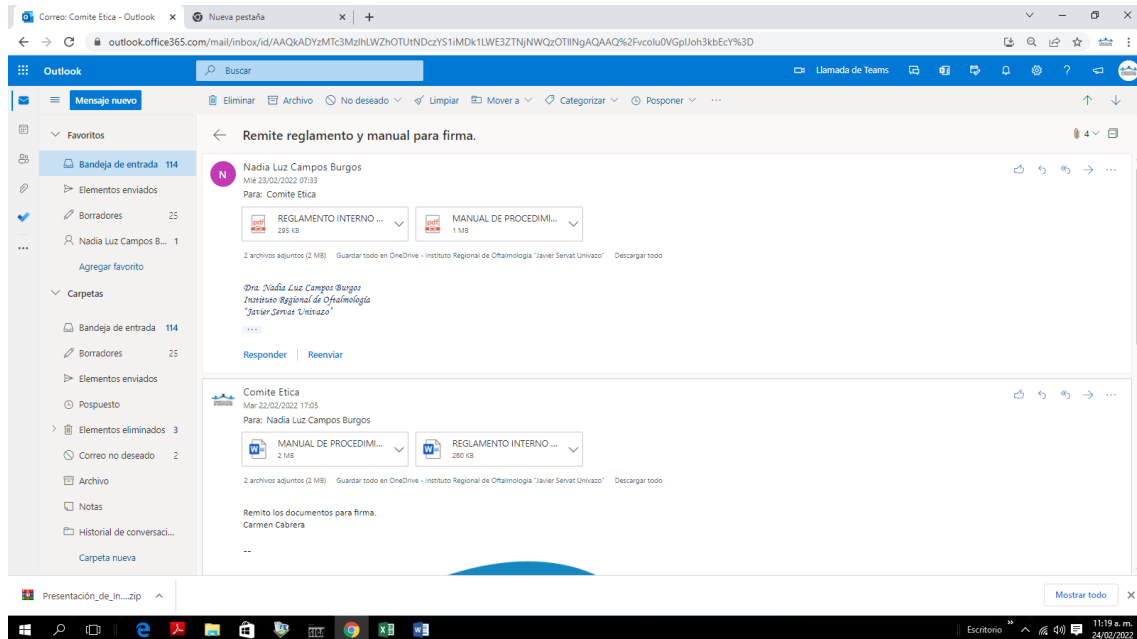 Correo: Comite Etica - Outlook
Nueva pestaña
outlook.office365.com/mail/inbox/id/AAQkADYzMTc3MzlhLWZhOTUtNDczYS1iMDk1LWE3ZTNjNWQzOTllNgAQAAQ%2Fvcolu0VGpIJoh3kbEcY%3D
Outlook
Buscar
Llamada de Teams
Mensaje nuevo
Eliminar Archivo No deseado Limpiar Mover a Categorizar Posponer
Favoritos
Bandeja de entrada 114
Elementos enviados
Borradores 25
Nadia Luz Campos B... 1
Agregar favorito
Carpetas
Bandeja de entrada 114
Borradores 25
Elementos enviados
Pospuesto
Elementos eliminados 3
Correo no deseado 2
Archivo
Notas
Historial de conversaci...
Carpeta nueva
Remite reglamento y manual para firma.
4
N
Nadia Luz Campos Burgos
Mié 23/02/2022 07:33
Para: Comite Etica
REGLAMENTO INTERNO ...
295 KB
MANUAL DE PROCEDIMI...
1 MB
2 archivos adjuntos (2 MB) Guardar todo en OneDrive - Instituto Regional de Oftalmologia "Javier Servat Univazo" Descargar todo
Dra. Nadia Luz Campos Burgos
Instituto Regional de Oftalmología
"Javier Servat Univazo"
...
Responder
Reenviar
Comite Etica
Mar 22/02/2022 17:05
Para: Nadia Luz Campos Burgos
MANUAL DE PROCEDIMI...
2 MB
REGLAMENTO INTERNO ...
260 KB
2 archivos adjuntos (2 MB) Guardar todo en OneDrive - Instituto Regional de Oftalmologia "Javier Servat Univazo" Descargar todo
Remito los documentos para firma.
Carmen Cabrera
--
Presentación_de_In....zip
Mostrar todo
Escritorio
11:19 a. m.
24/02/2022